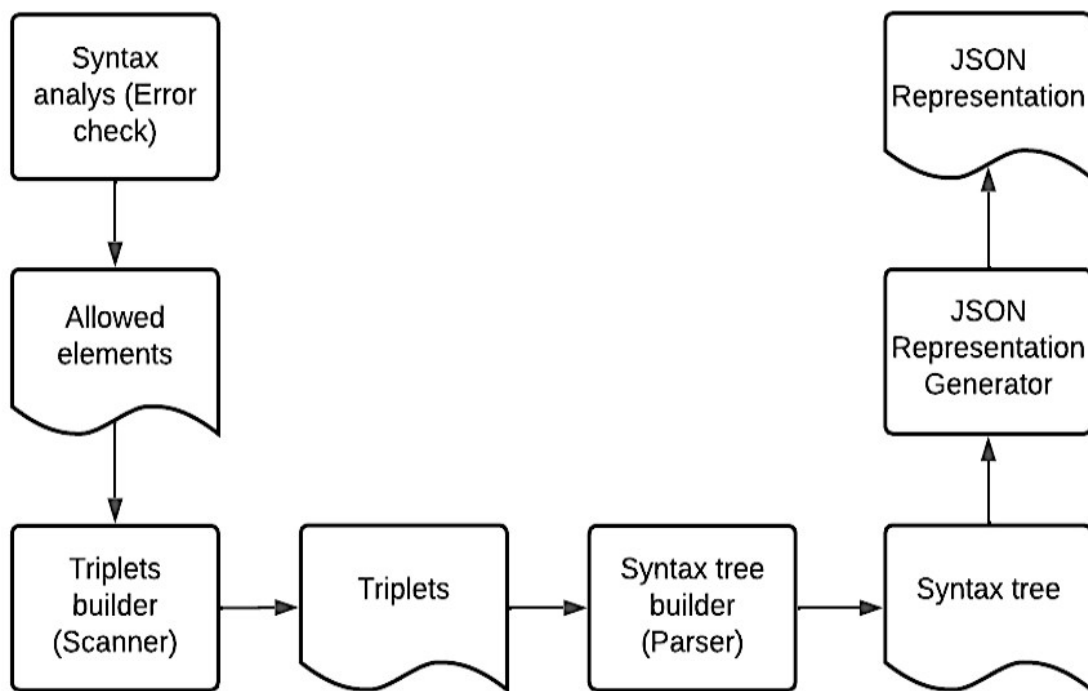 Syntax
analys (Error
check)
Allowed
elements
Triplets
builder
(Scanner)
Triplets
Syntax tree
builder
(Parser)
Syntax tree
JSON
Representation
Generator
JSON
Representation